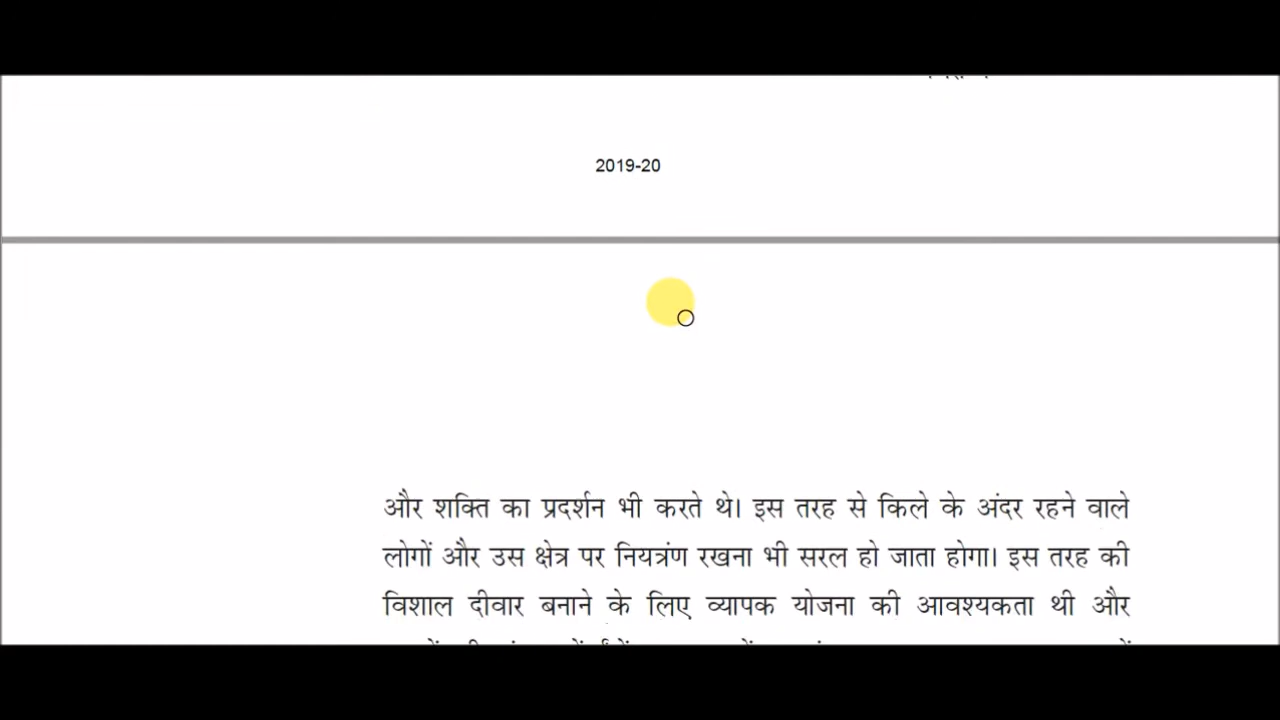 2019-20
और शक्ति का प्रदर्शन भी करते थे। इस तरह से किले के अंदर रहने वाले
लोगों और उस क्षेत्र पर नियत्रंण रखना भी सरल हो जाता होगा। इस तरह की
विशाल दीवार बनाने के लिए व्यापक योजना की आवश्यकता थी और